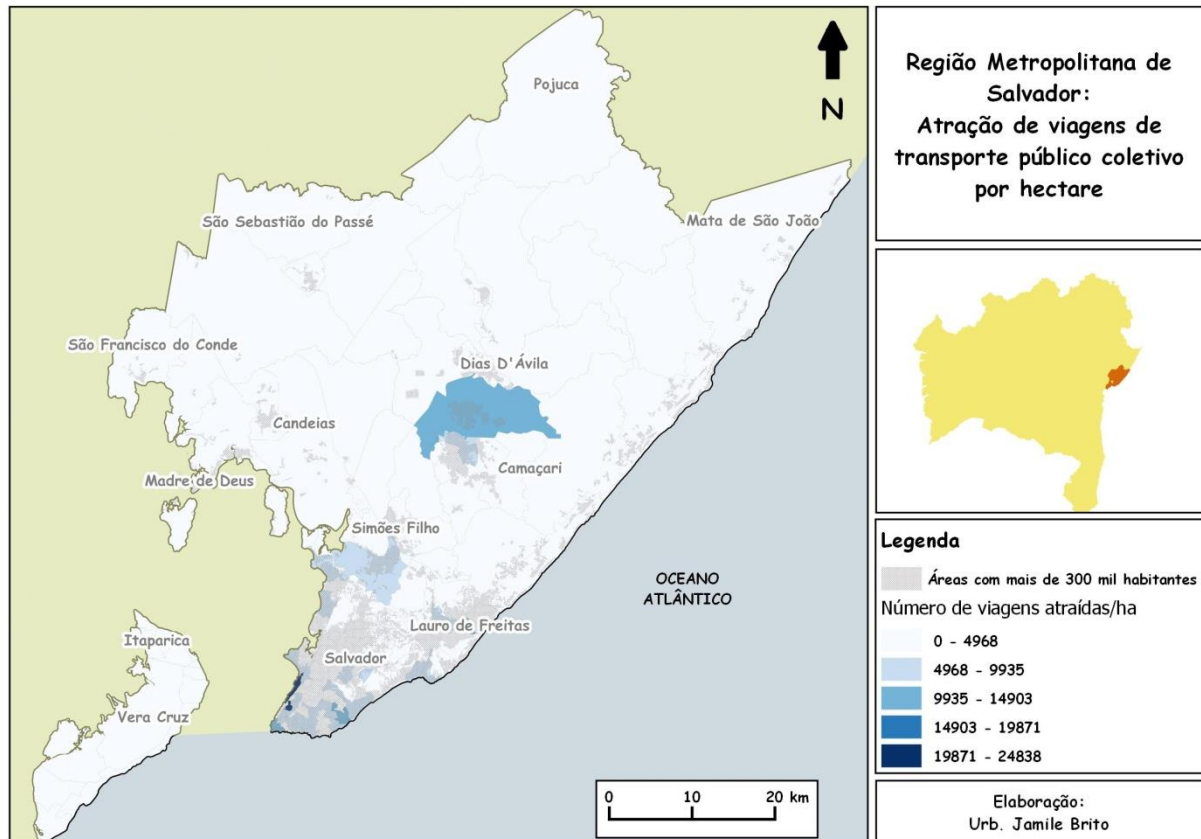 Pojuca
N
São Sebastião do Passé
Mata de São João
São Francisco do Conde
Dias D'Ávila
Candeias
Camaçari
Madre de Deus
Simões Filho
OCEANO
ATLÂNTICO
Lauro de Freitas
Itaparica
Salvador
Vera Cruz
0 10 20 km
Região Metropolitana de
Salvador:
Atração de viagens de
transporte público coletivo
por hectare
Legenda
Áreas com mais de 300 mil habitantes
Número de viagens atraídas/ha
0 - 4968
4968 - 9935
9935 - 14903
14903 - 19871
19871 - 24838
Elaboração:
Urb. Jamile Brito